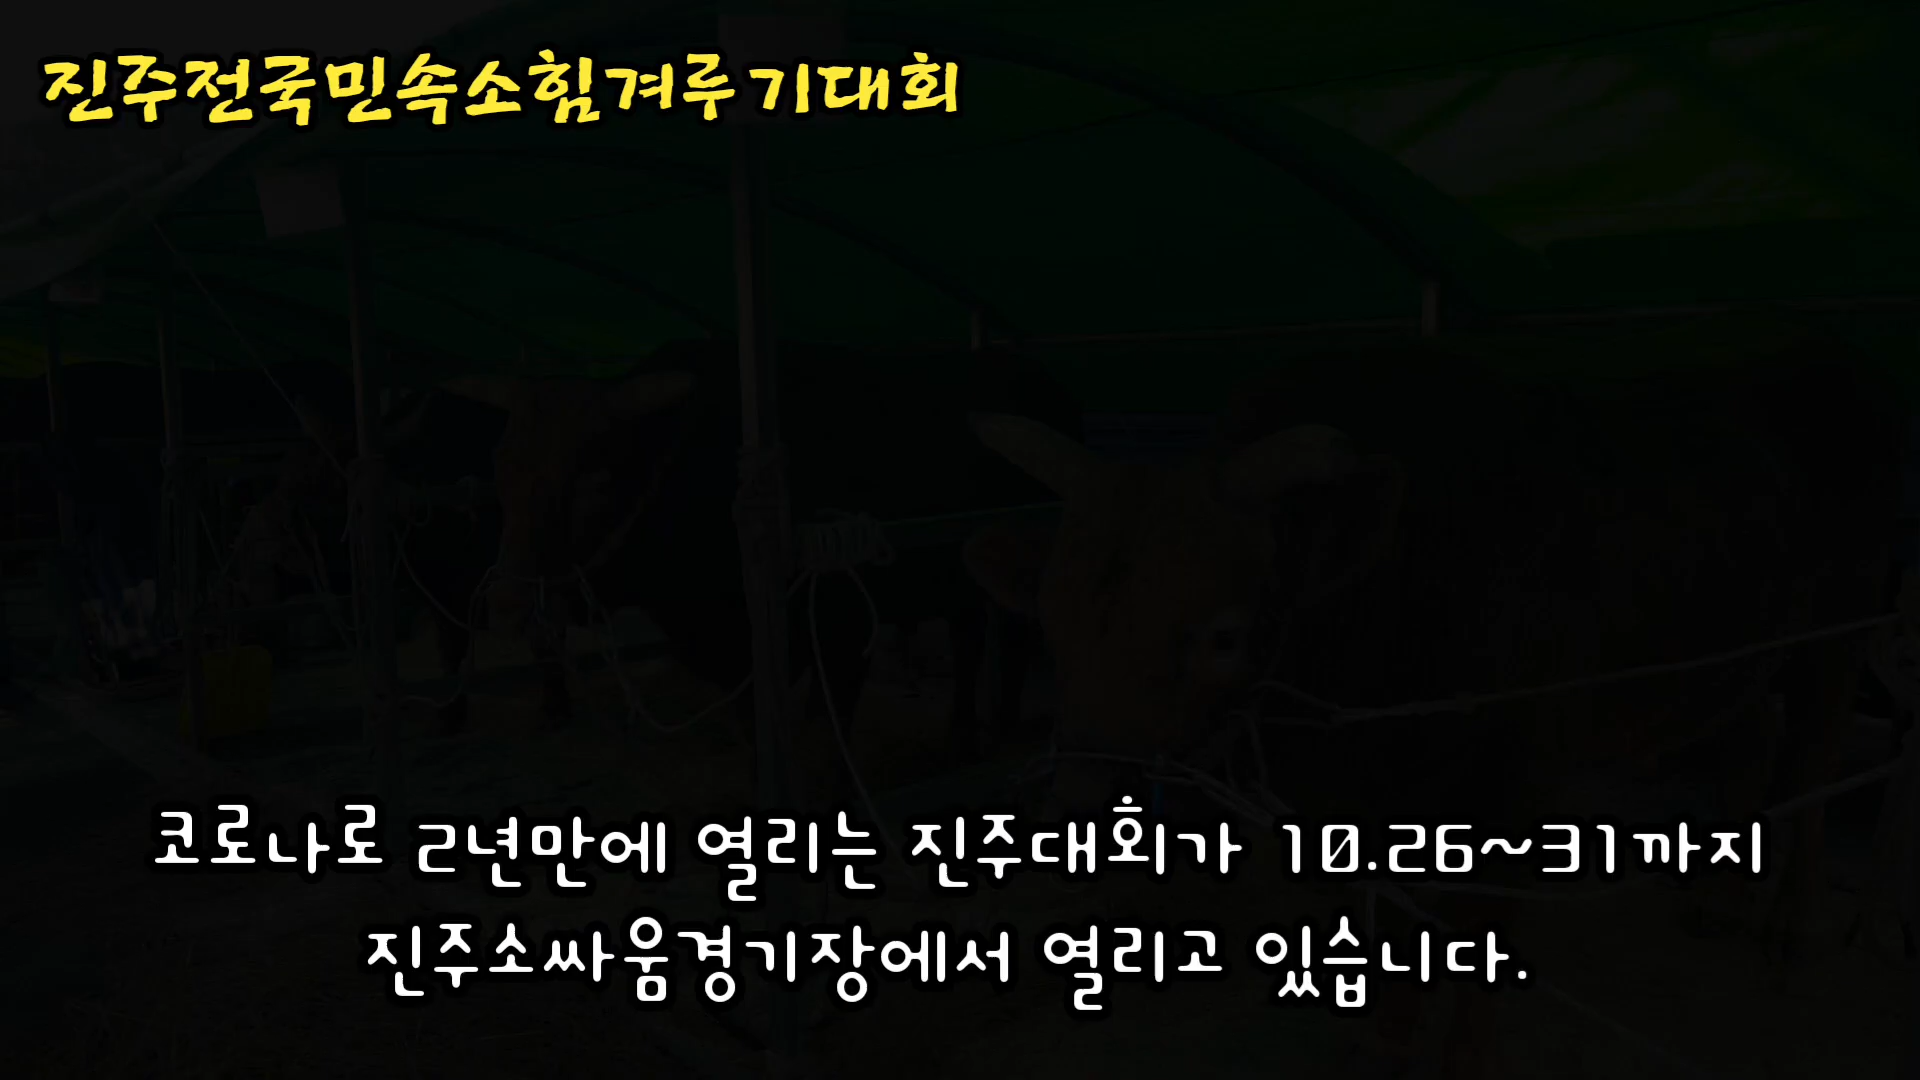 진주전국민속소힘겨루기대회
코로나로 2년만에 열리는 진주대회가 10.26~31까지
진주소싸움경기장에서 열리고 있습니다.